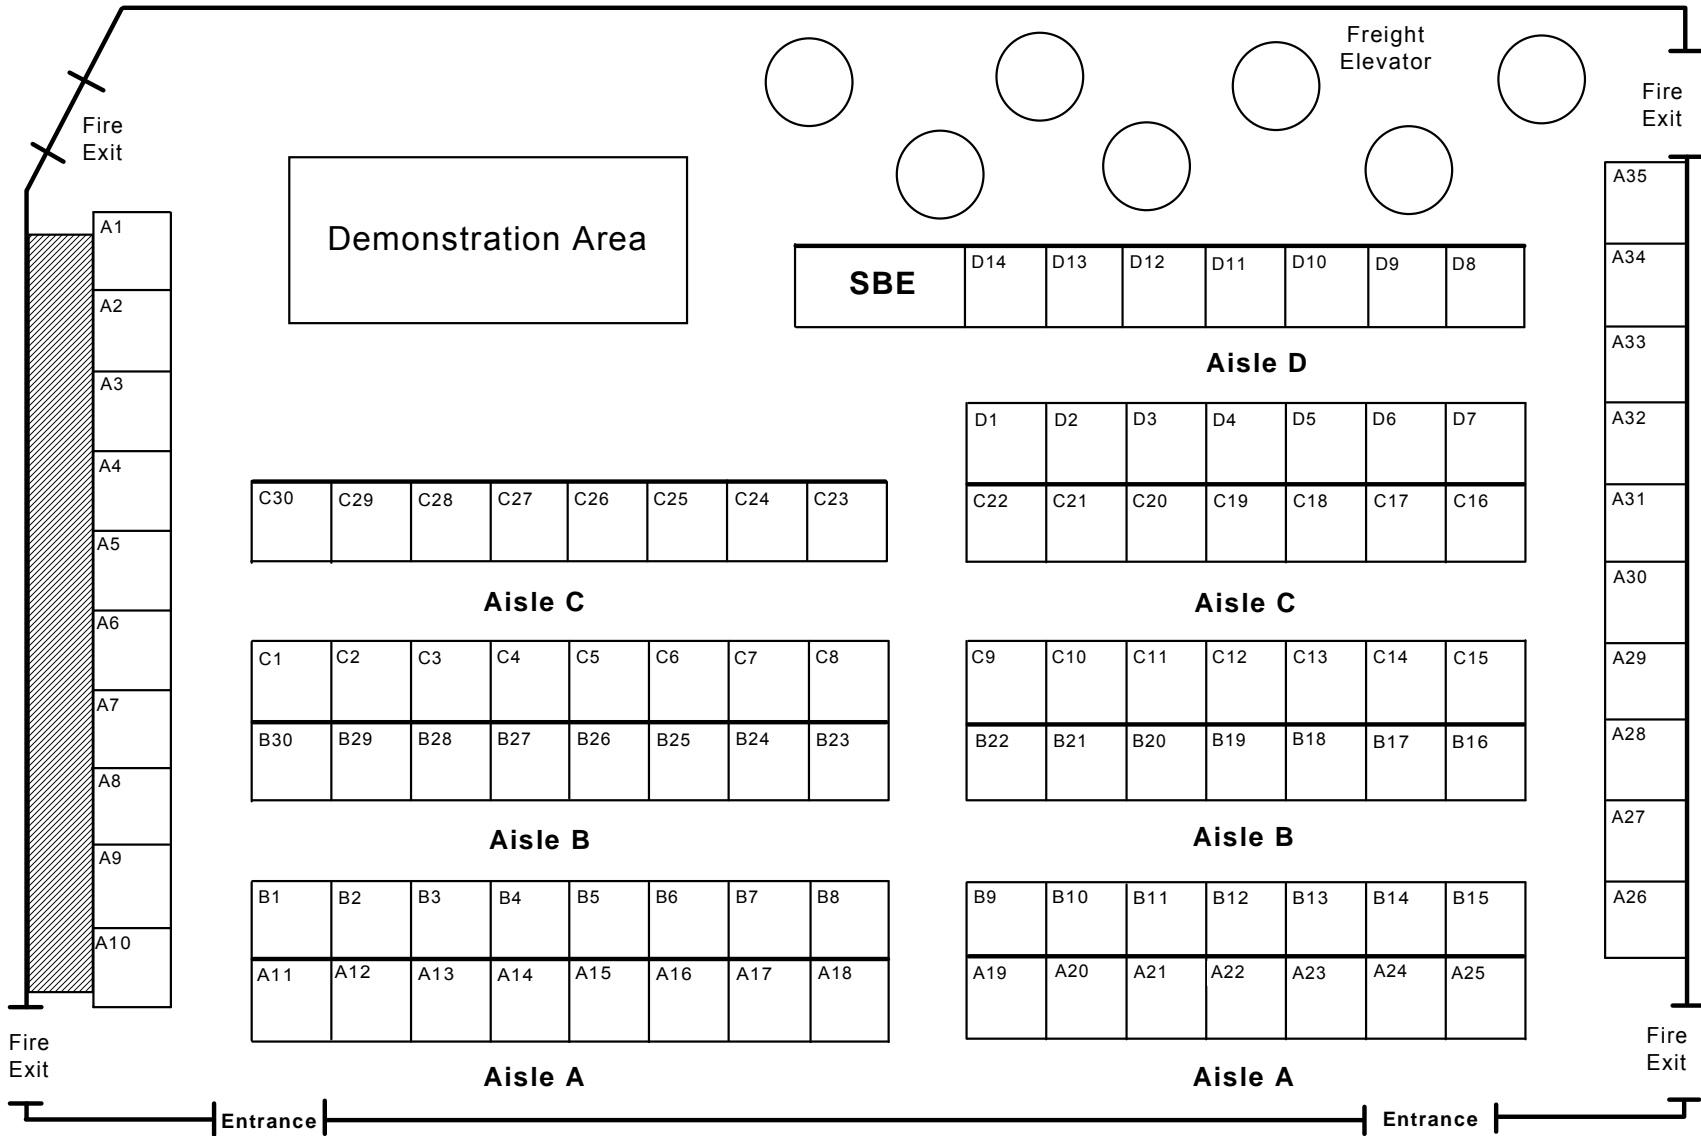 Freight
Elevator
Fire
Exit
Fire
Exit
A35
A1
Demonstration Area
A34
SBE D14 D13 D12 D11 D10 D9 D8
A2
A33
Aisle D
A3
A32
D1 D2 D3 D4 D5 D6 D7
A4
C30 C29 C28 C27 C26 C25 C24 C23
C22 C21 C20 C19 C18 C17 C16
A31
A5
A30
Aisle C
Aisle C
A6
C1 C2 C3 C4 C5 C6 C7 C8
C9 C10 C11 C12 C13 C14 C15
A29
A7
A28
B30 B29 B28 B27 B26 B25 B24 B23
B22 B21 B20 B19 B18 B17 B16
A8
A27
Aisle B
Aisle B
A9
B1 B2 B3 B4 B5 B6 B7 B8
B9 B10 B11 B12 B13 B14 B15
A26
A10
A11 A12 A13 A14 A15 A16 A17 A18
A19 A20 A21 A22 A23 A24 A25
Fire
Exit
Fire
Exit
Aisle A
Aisle A
Entrance
Entrance